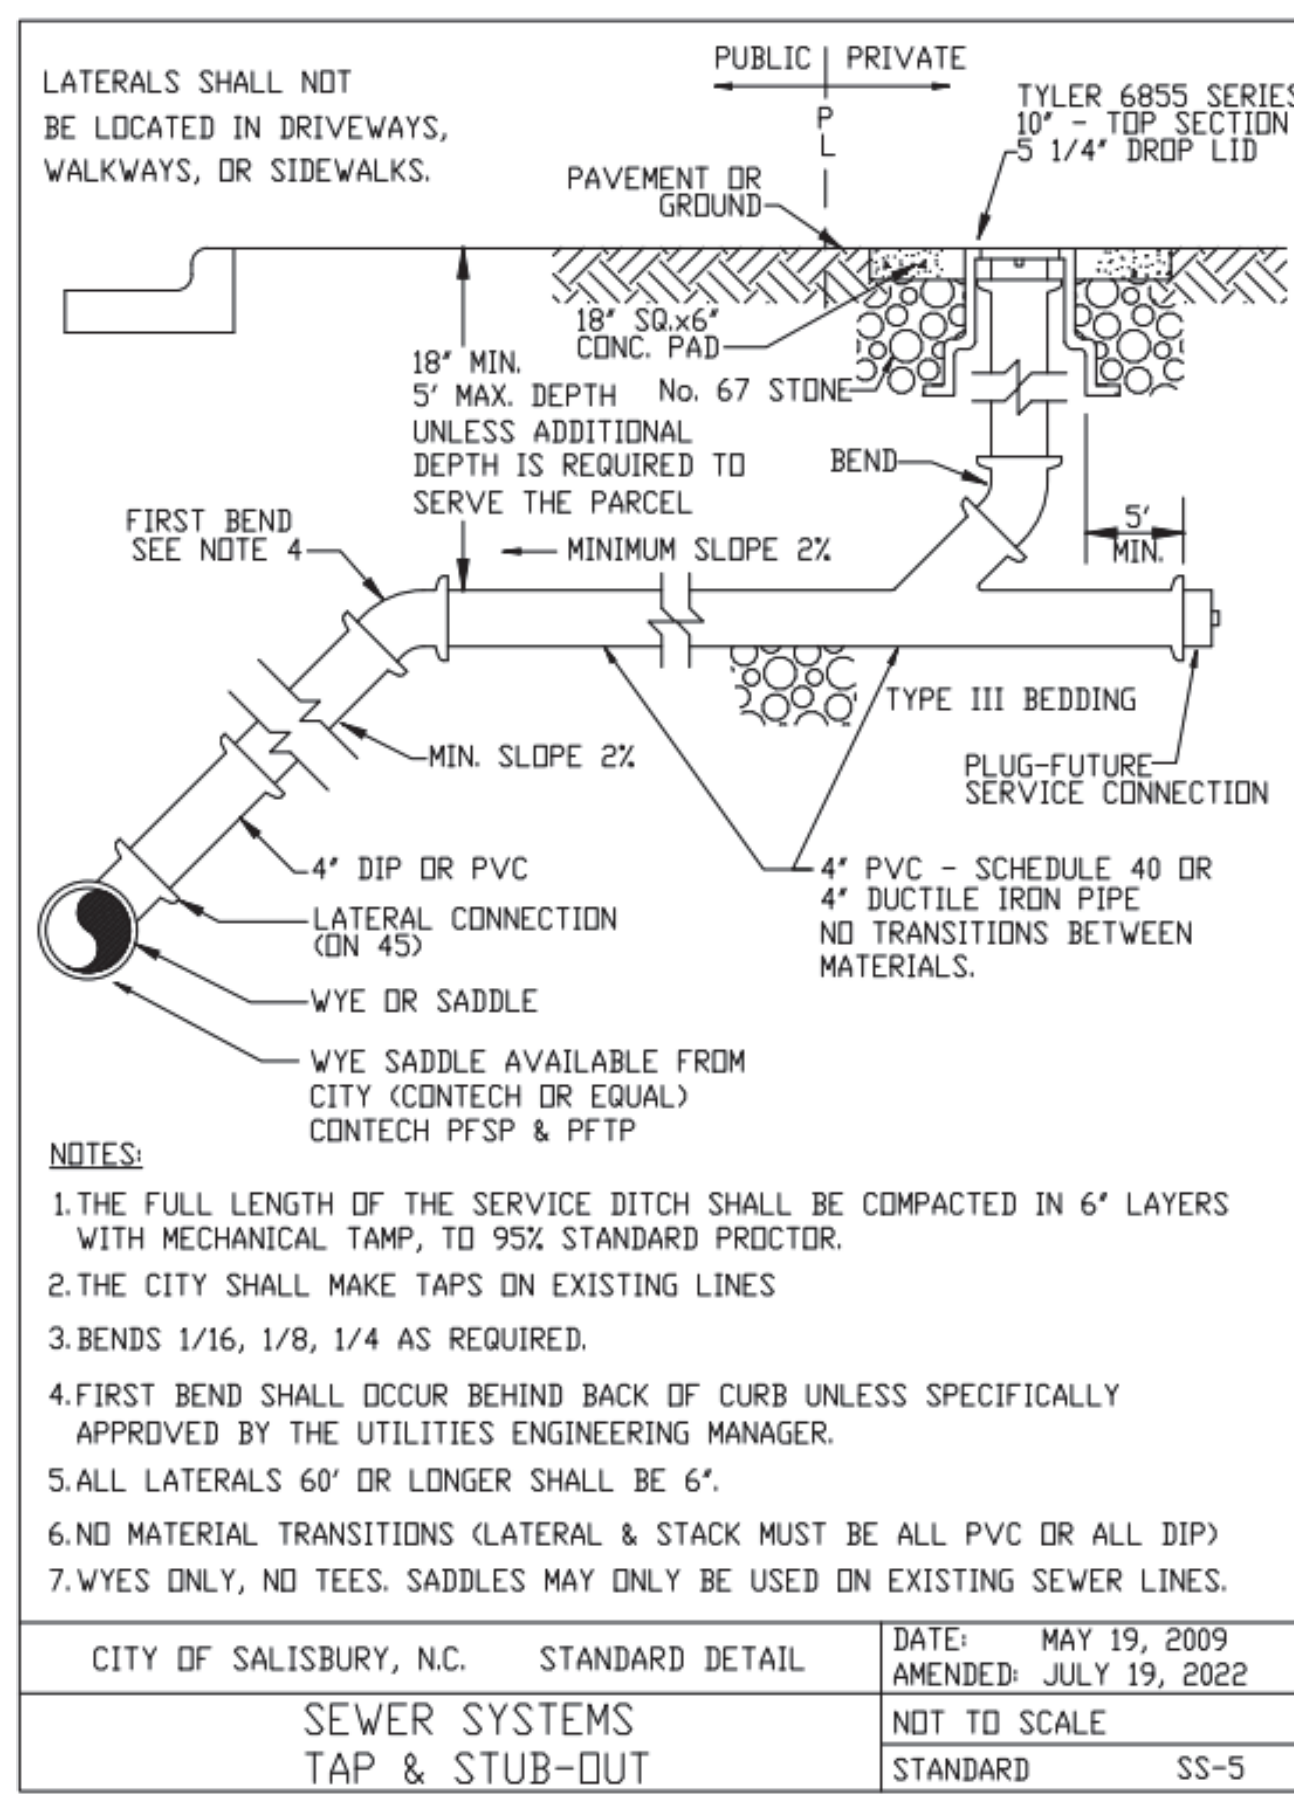 LATERALS SHALL NOT
BE LOCATED IN DRIVEWAYS,
WALKWAYS, OR SIDEWALKS.
PUBLIC PRIVATE
P
L
TYLER 6855 SERIES
10" - TOP SECTION
5 1/4" DROP LID
PAVEMENT OR
GROUND
18" SQ.x6"
CONC. PAD
No. 67 STONE
18" MIN.
5' MAX. DEPTH
UNLESS ADDITIONAL
DEPTH IS REQUIRED TO
SERVE THE PARCEL
BEND
5'
MIN.
FIRST BEND
SEE NOTE 4
MINIMUM SLOPE 2%
TYPE III BEDDING
MIN. SLOPE 2%
PLUG-FUTURE
SERVICE CONNECTION
4" DIP OR PVC
4" PVC - SCHEDULE 40 OR
4" DUCTILE IRON PIPE
NO TRANSITIONS BETWEEN
MATERIALS.
LATERAL CONNECTION
(ON 45)
WYE OR SADDLE
WYE SADDLE AVAILABLE FROM
CITY (CONTECH OR EQUAL)
CONTECH PFSP & PFTP
NOTES:
1. THE FULL LENGTH OF THE SERVICE DITCH SHALL BE COMPACTED IN 6" LAYERS
WITH MECHANICAL TAMP, TO 95% STANDARD PROCTOR.
2. THE CITY SHALL MAKE TAPS ON EXISTING LINES
3. BENDS 1/16, 1/8, 1/4 AS REQUIRED.
4. FIRST BEND SHALL OCCUR BEHIND BACK OF CURB UNLESS SPECIFICALLY
APPROVED BY THE UTILITIES ENGINEERING MANAGER.
5. ALL LATERALS 60' OR LONGER SHALL BE 6".
6. NO MATERIAL TRANSITIONS (LATERAL & STACK MUST BE ALL PVC OR ALL DIP)
7. WYES ONLY, NO TEES. SADDLES MAY ONLY BE USED ON EXISTING SEWER LINES.
CITY OF SALISBURY, N.C. STANDARD DETAIL
DATE: MAY 19, 2009
AMENDED: JULY 19, 2022
SEWER SYSTEMS
TAP & STUB-OUT
NOT TO SCALE
STANDARD SS-5